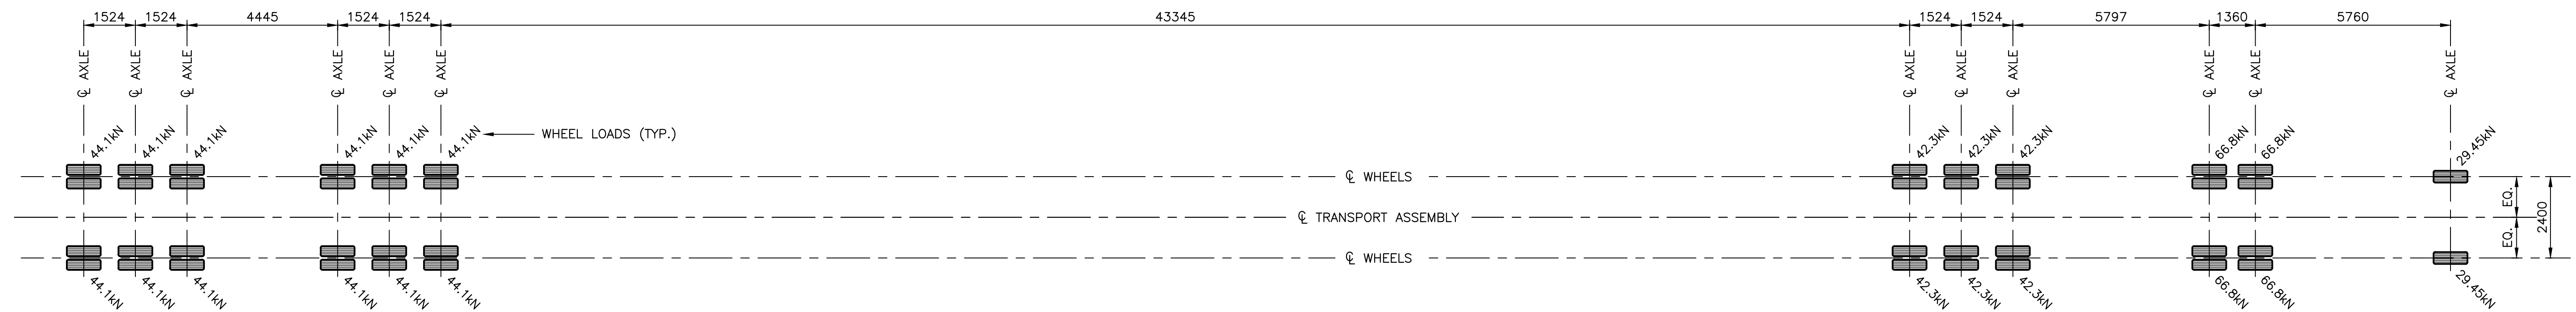 1524 1524 4445 1524 1524 43345 1524 1524 5797 1360 5760
℄ AXLE ℄ AXLE ℄ AXLE ℄ AXLE ℄ AXLE ℄ AXLE ℄ AXLE ℄ AXLE ℄ AXLE ℄ AXLE ℄ AXLE ℄ AXLE
44.1kN 44.1kN 44.1kN 44.1kN 44.1kN 44.1kN 42.3kN 42.3kN 42.3kN 66.8kN 66.8kN 29.45kN
WHEEL LOADS (TYP.)
℄ WHEELS
EQ.
℄ TRANSPORT ASSEMBLY
2400
EQ.
℄ WHEELS
44.1kN 44.1kN 44.1kN 44.1kN 44.1kN 44.1kN 42.3kN 42.3kN 42.3kN 66.8kN 66.8kN 29.45kN